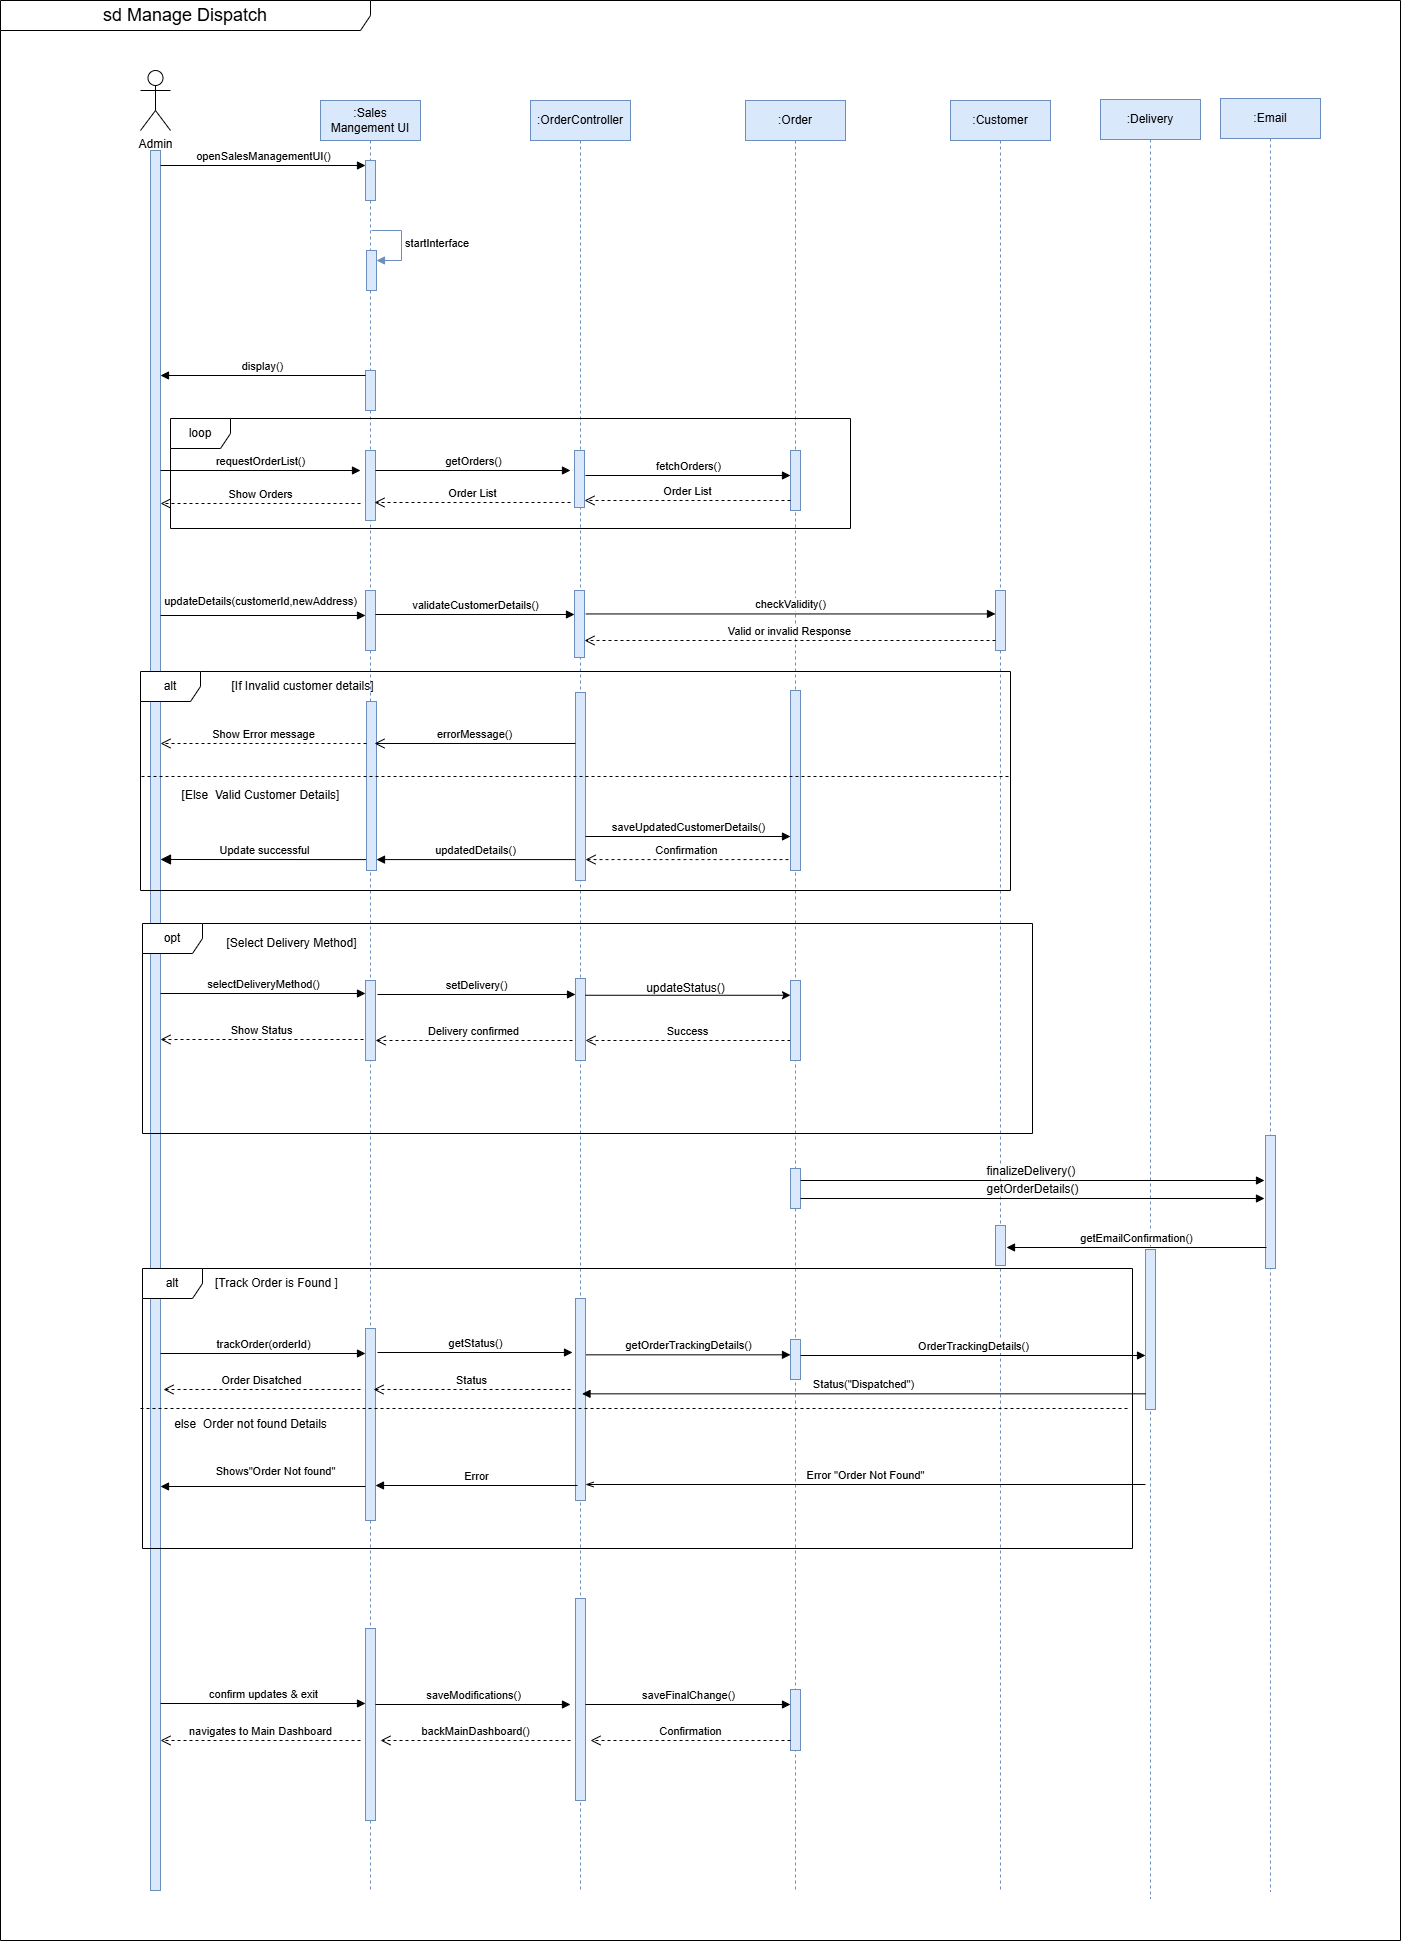 sd Manage Dispatch
Admin
:Sales
Mangement UI
:OrderController
:Order
:Customer
:Delivery
:Email
openSalesManagementUI()
startInterface
display()
loop
requestOrderList()
getOrders()
fetchOrders()
Show Orders
Order List
Order List
updateDetails(customerId,newAddress)
validateCustomerDetails()
checkValidity()
Valid or invalid Response
alt
[If Invalid customer details]
Show Error message
errorMessage()
[Else  Valid Customer Details]
saveUpdatedCustomerDetails()
Update successful
updatedDetails()
Confirmation
opt
[Select Delivery Method]
selectDeliveryMethod()
setDelivery()
updateStatus()
Show Status
Delivery confirmed
Success
finalizeDelivery()
getOrderDetails()
getEmailConfirmation()
alt
[Track Order is Found ]
trackOrder(orderId)
getStatus()
getOrderTrackingDetails()
OrderTrackingDetails()
Order Disatched
Status
Status("Dispatched")
else  Order not found Details
Shows"Order Not found"
Error
Error "Order Not Found"
confirm updates & exit
saveModifications()
saveFinalChange()
navigates to Main Dashboard
backMainDashboard()
Confirmation